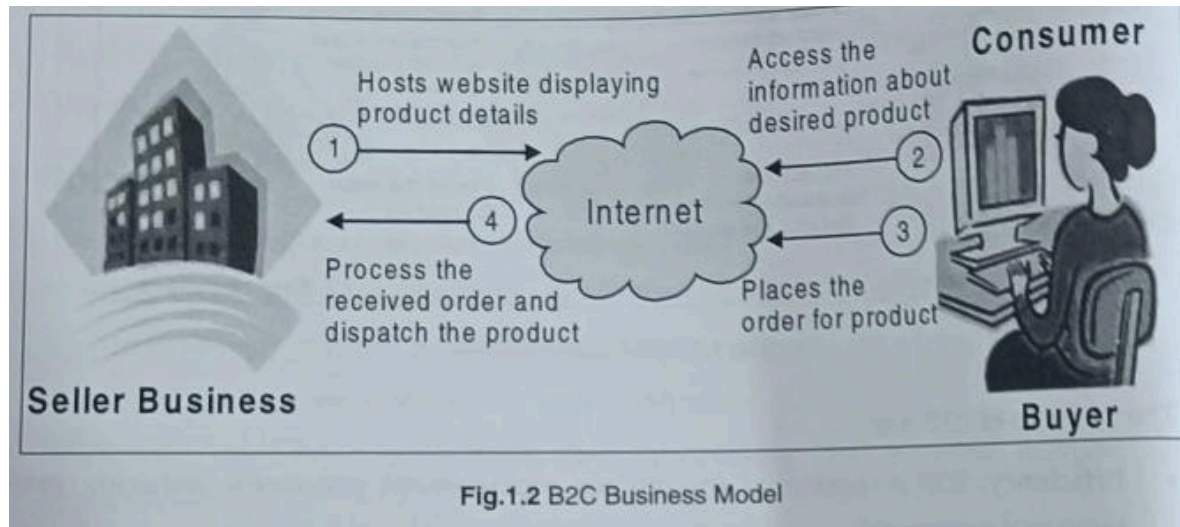 Consumer
Access the
information about
desired product
Hosts website displaying
product details
1
2
Internet
4
3
Process the
received order and
dispatch the product
Places the
order for product
Seller Business
Buyer
Fig.1.2 B2C Business Model